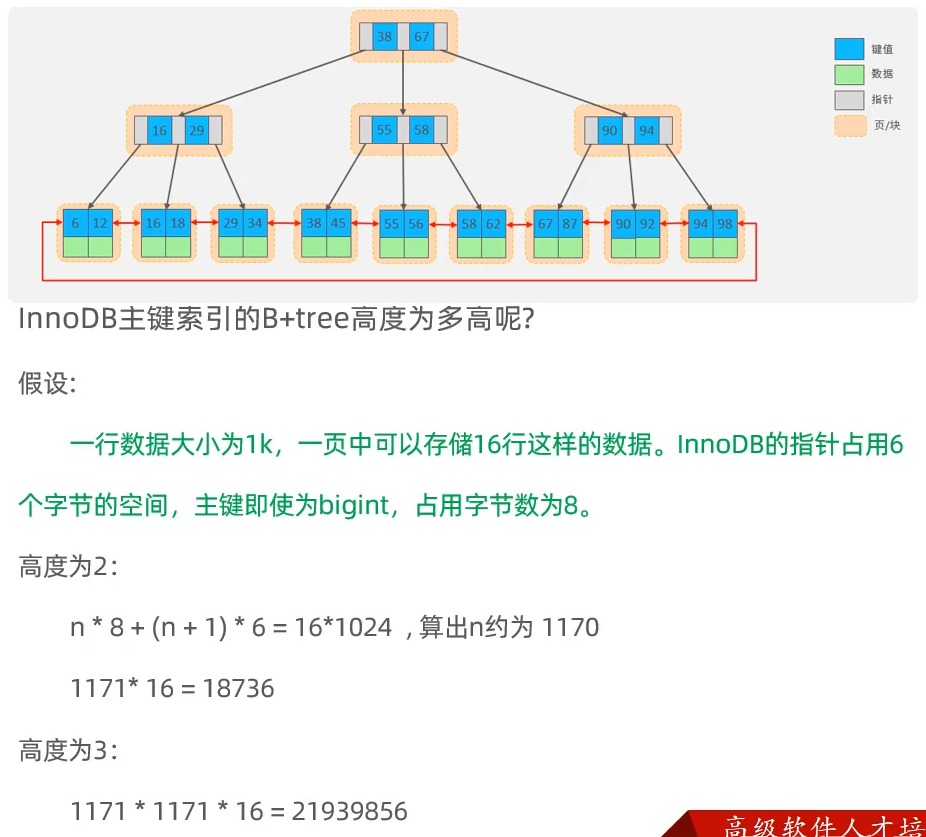 38 67
键值
数据
指针
页/块
16 29
55 58
90 94
6 12 16 18 29 34 38 45 55 56 58 62 67 87 90 92 94 98
InnoDB主键索引的B+tree高度为多高呢?
假设:
一行数据大小为1k，一页中可以存储16行这样的数据。InnoDB的指针占用6
个字节的空间，主键即使为bigint，占用字节数为8。
高度为2：
n * 8 + (n + 1) * 6 = 16*1024 , 算出n约为 1170
1171* 16 = 18736
高度为3：
1171 * 1171 * 16 = 21939856
高级软件人才培